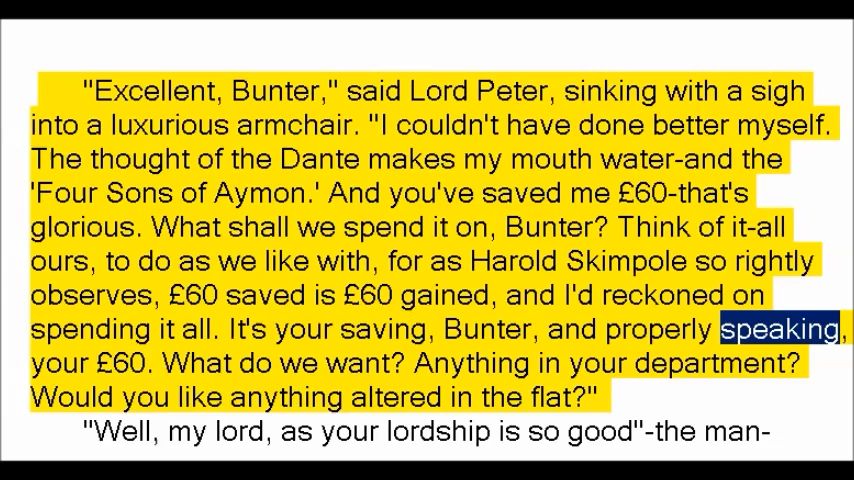 "Excellent, Bunter," said Lord Peter, sinking with a sigh
into a luxurious armchair. "I couldn't have done better myself.
The thought of the Dante makes my mouth water-and the
'Four Sons of Aymon.' And you've saved me £60-that's
glorious. What shall we spend it on, Bunter? Think of it-all
ours, to do as we like with, for as Harold Skimpole so rightly
observes, £60 saved is £60 gained, and I'd reckoned on
spending it all. It's your saving, Bunter, and properly speaking,
your £60. What do we want? Anything in your department?
Would you like anything altered in the flat?"
"Well, my lord, as your lordship is so good"-the man-